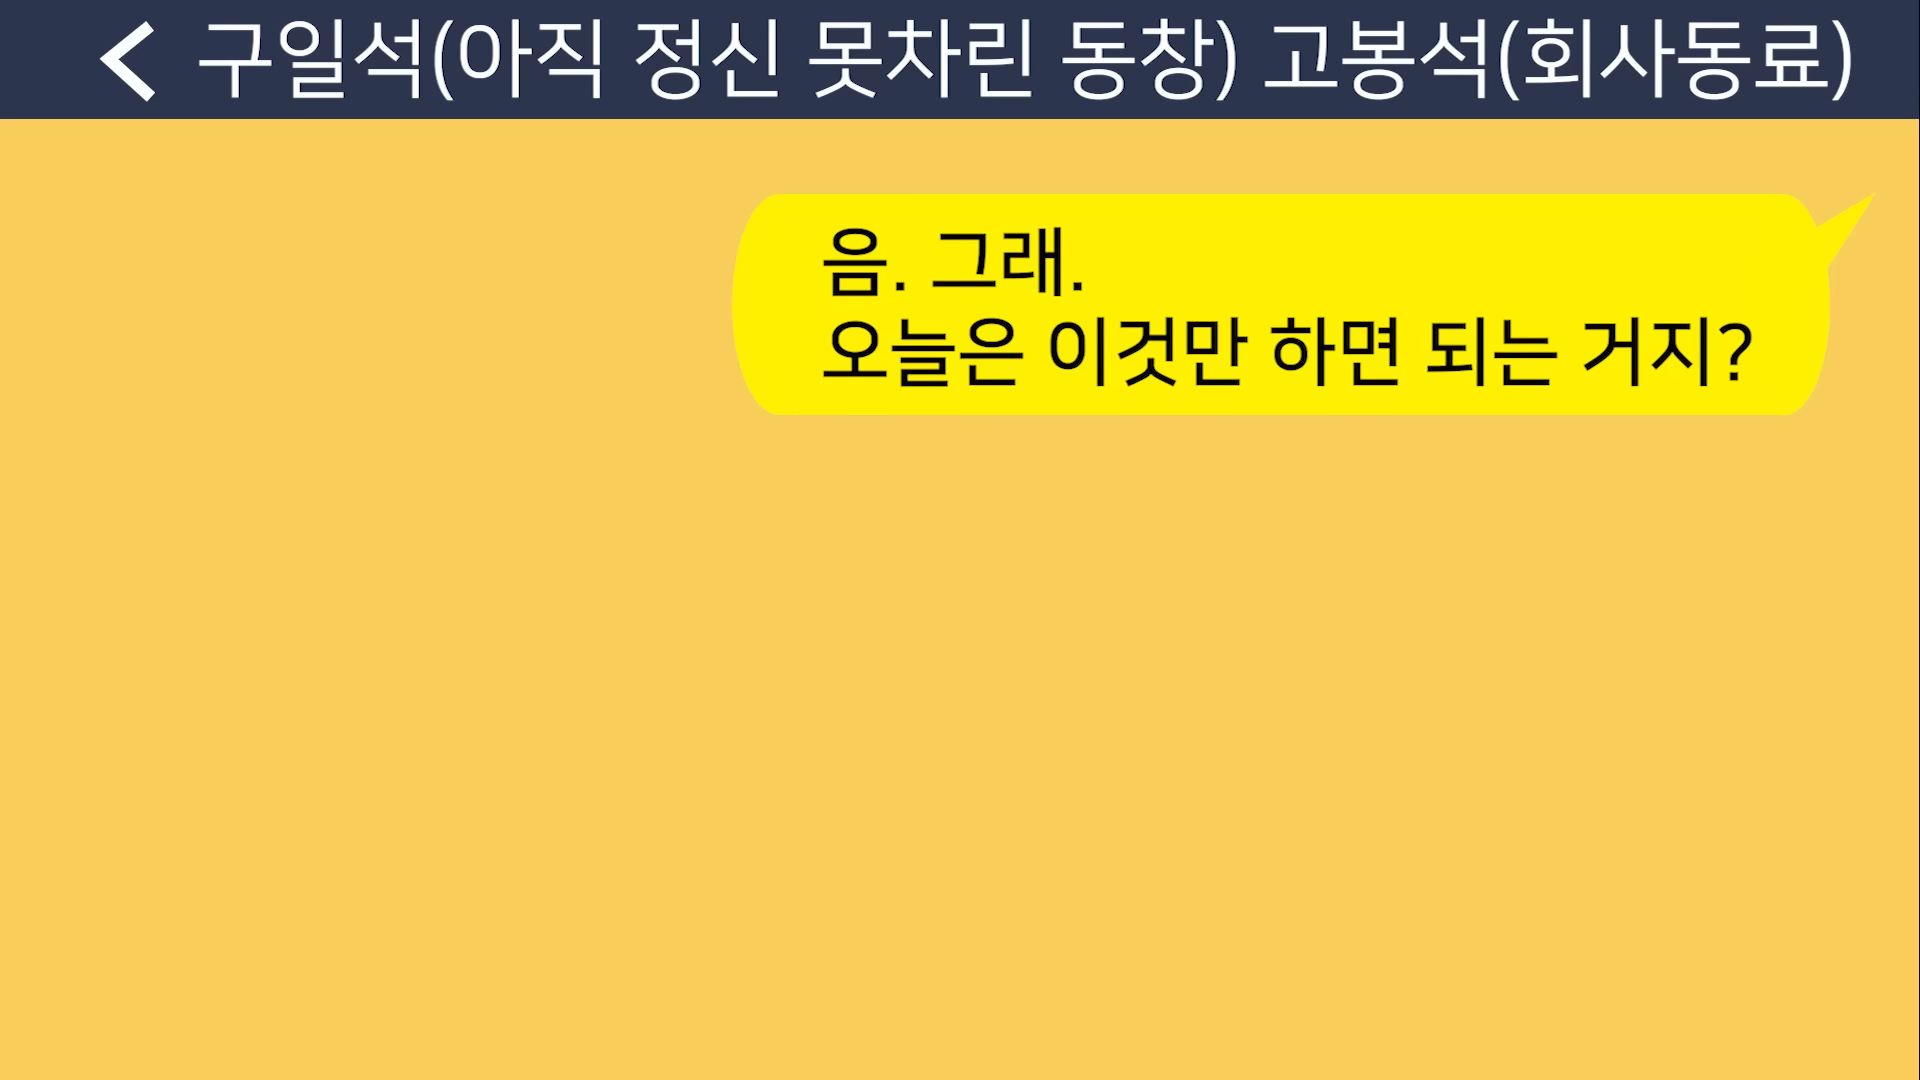 구일석(아직 정신 못차린 동창) 고봉석(회사동료)
음. 그래.
오늘은 이것만 하면 되는 거지?